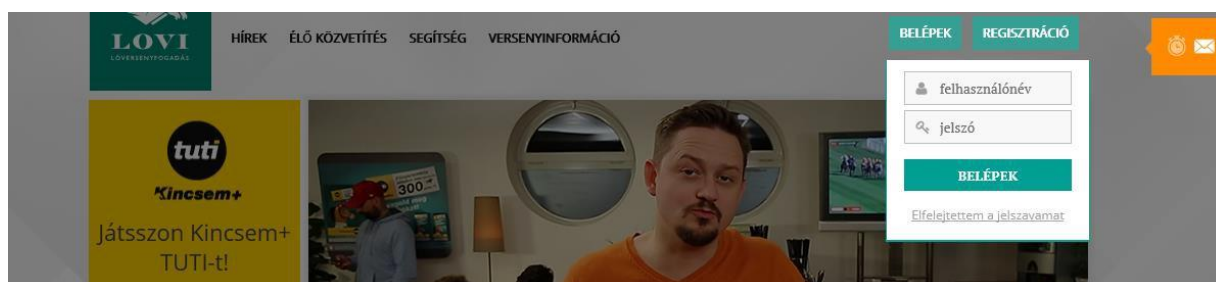 LOVI
LÓVERSENYFOGADÁS
HÍREK ÉLŐ KÖZVETÍTÉS SEGÍTSÉG VERSENYINFORMÁCIÓ
BELÉPEK REGISZTRÁCIÓ
felhasználónév
jelszó
BELÉPEK
Elfelejtettem a jelszavamat
tuti
Kincsem+
Játsszon Kincsem+
TUTI-t!
300